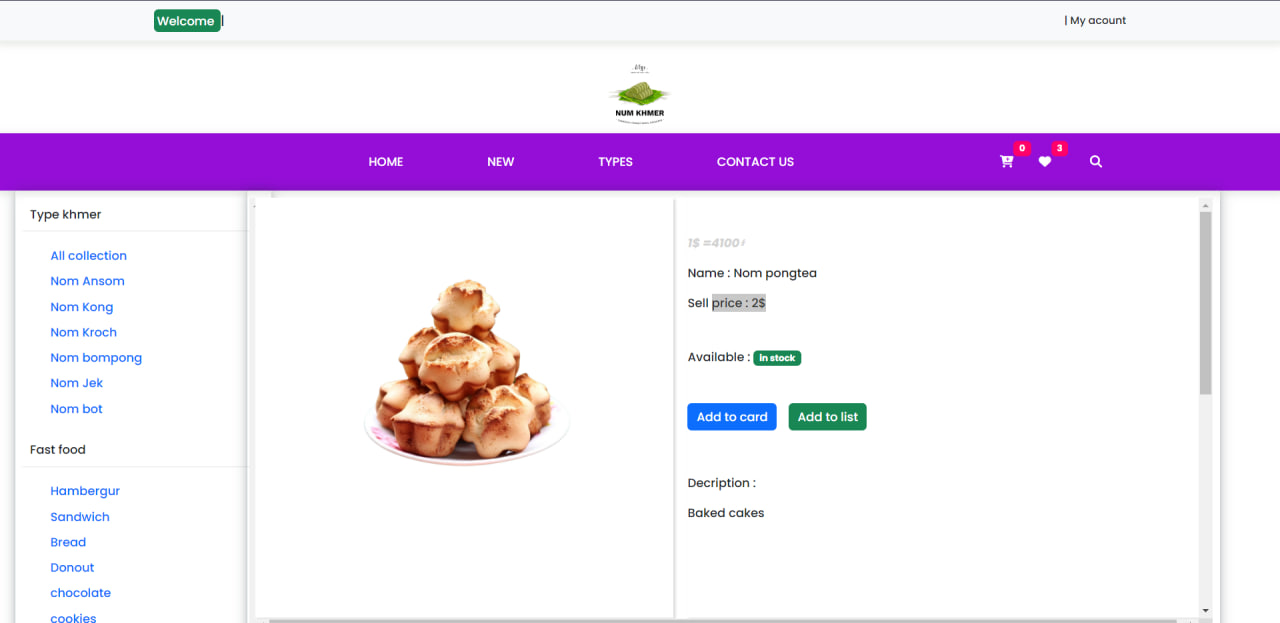 Welcome |
| My acount
NUM KHMER
HOME NEW TYPES CONTACT US 0 3
Type khmer
All collection
Nom Ansom
Nom Kong
Nom Kroch
Nom bompong
Nom Jek
Nom bot
Fast food
Hambergur
Sandwich
Bread
Donout
chocolate
cookies
1$ =4100៛
Name : Nom pongtea
Sell price : 2$
Available : In stock
Add to card Add to list
Decription :
Baked cakes